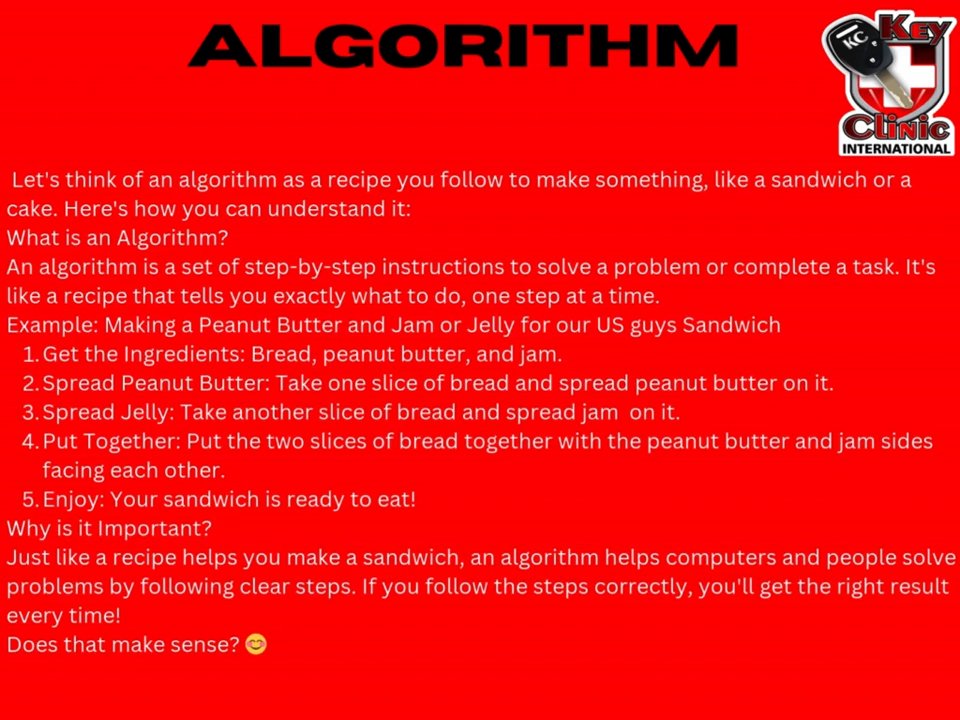 ALGORITHM
KC
Key
Clinic
INTERNATIONAL
Let's think of an algorithm as a recipe you follow to make something, like a sandwich or a
cake. Here's how you can understand it:
What is an Algorithm?
An algorithm is a set of step-by-step instructions to solve a problem or complete a task. It's
like a recipe that tells you exactly what to do, one step at a time.
Example: Making a Peanut Butter and Jam or Jelly for our US guys Sandwich
1. Get the Ingredients: Bread, peanut butter, and jam.
2. Spread Peanut Butter: Take one slice of bread and spread peanut butter on it.
3. Spread Jelly: Take another slice of bread and spread jam  on it.
4. Put Together: Put the two slices of bread together with the peanut butter and jam sides
facing each other.
5. Enjoy: Your sandwich is ready to eat!
Why is it Important?
Just like a recipe helps you make a sandwich, an algorithm helps computers and people solve
problems by following clear steps. If you follow the steps correctly, you'll get the right result
every time!
Does that make sense? 😊